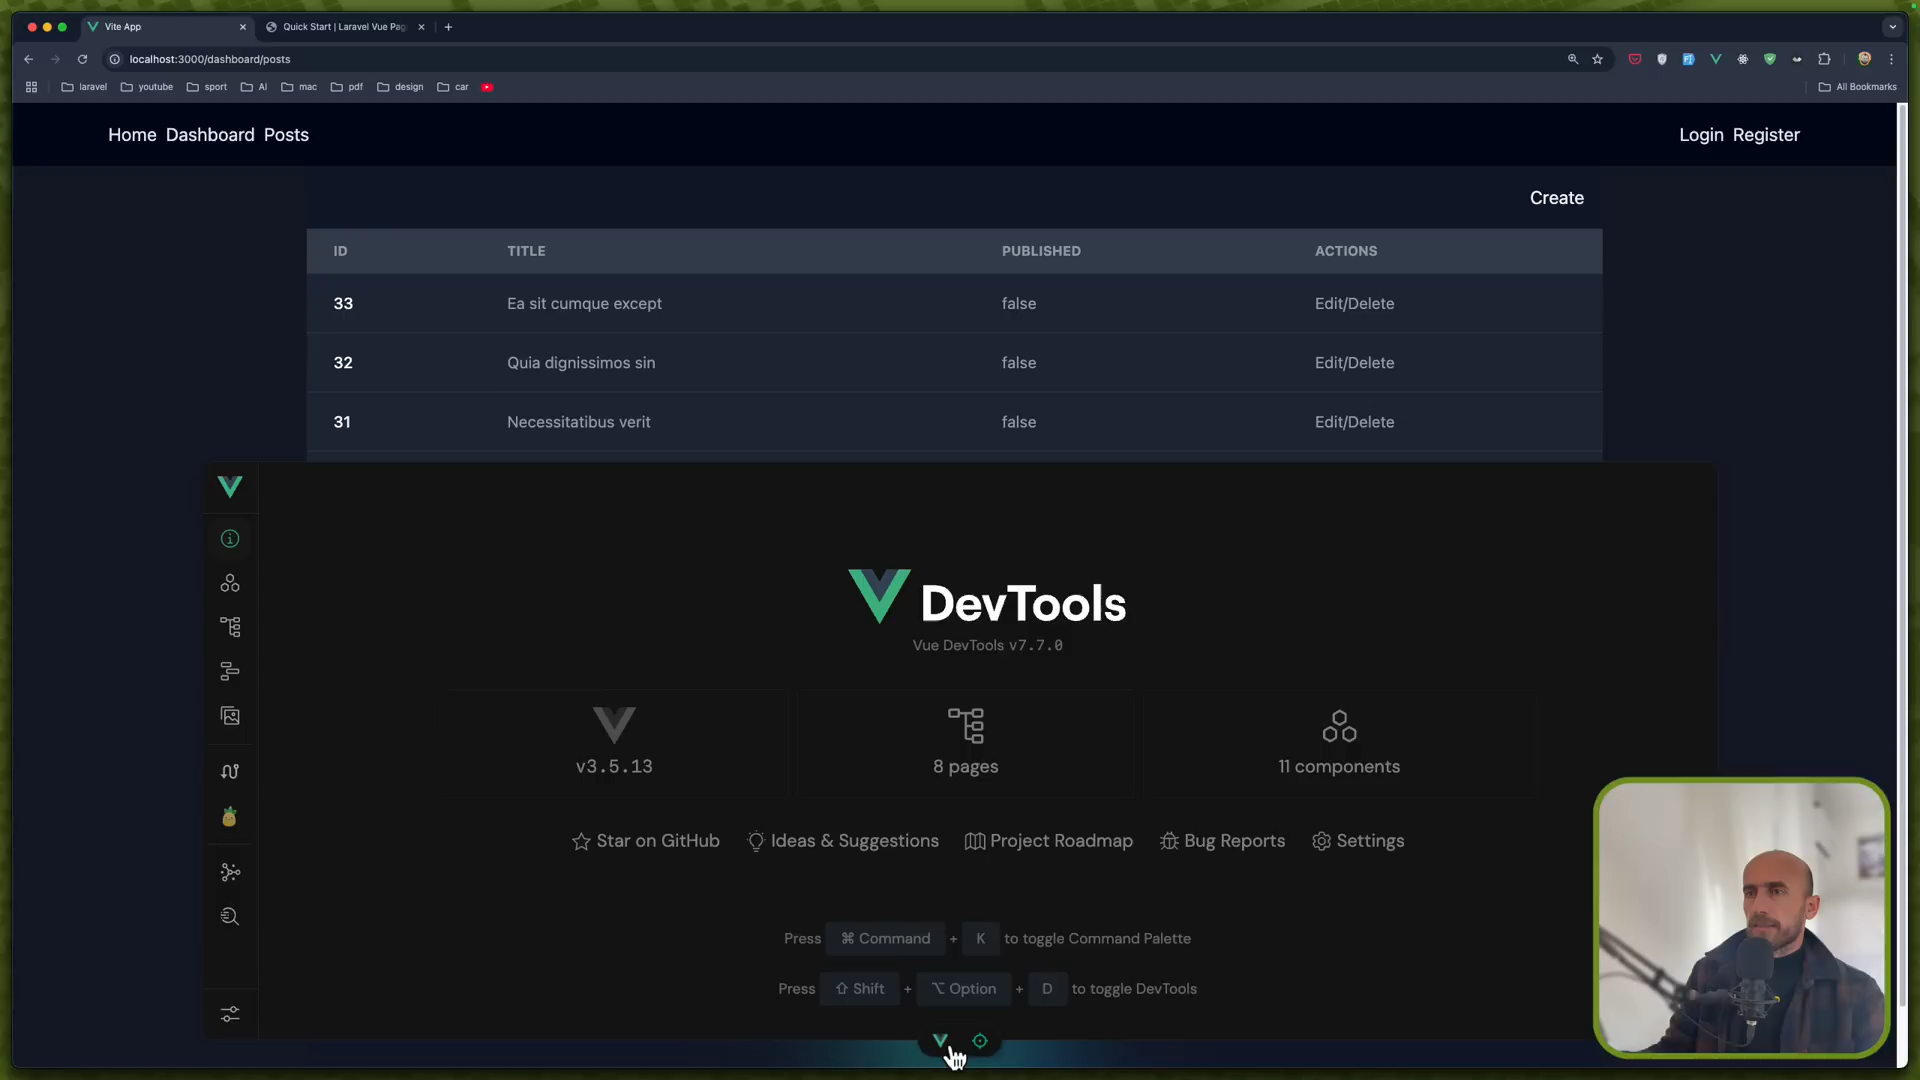 Vite App
Quick Start | Laravel Vue Pag
localhost:3000/dashboard/posts
laravel youtube sport AI mac pdf design car All Bookmarks
Home Dashboard Posts Login Register
Create
ID TITLE PUBLISHED ACTIONS
33 Ea sit cumque except false Edit/Delete
32 Quia dignissimos sin false Edit/Delete
31 Necessitatibus verit false Edit/Delete
DevTools
Vue DevTools v7.7.0
v3.5.13 8 pages 11 components
Star on GitHub Ideas & Suggestions Project Roadmap Bug Reports Settings
Press ⌘ Command + K to toggle Command Palette
Press ⇧ Shift + ⌥ Option + D to toggle DevTools